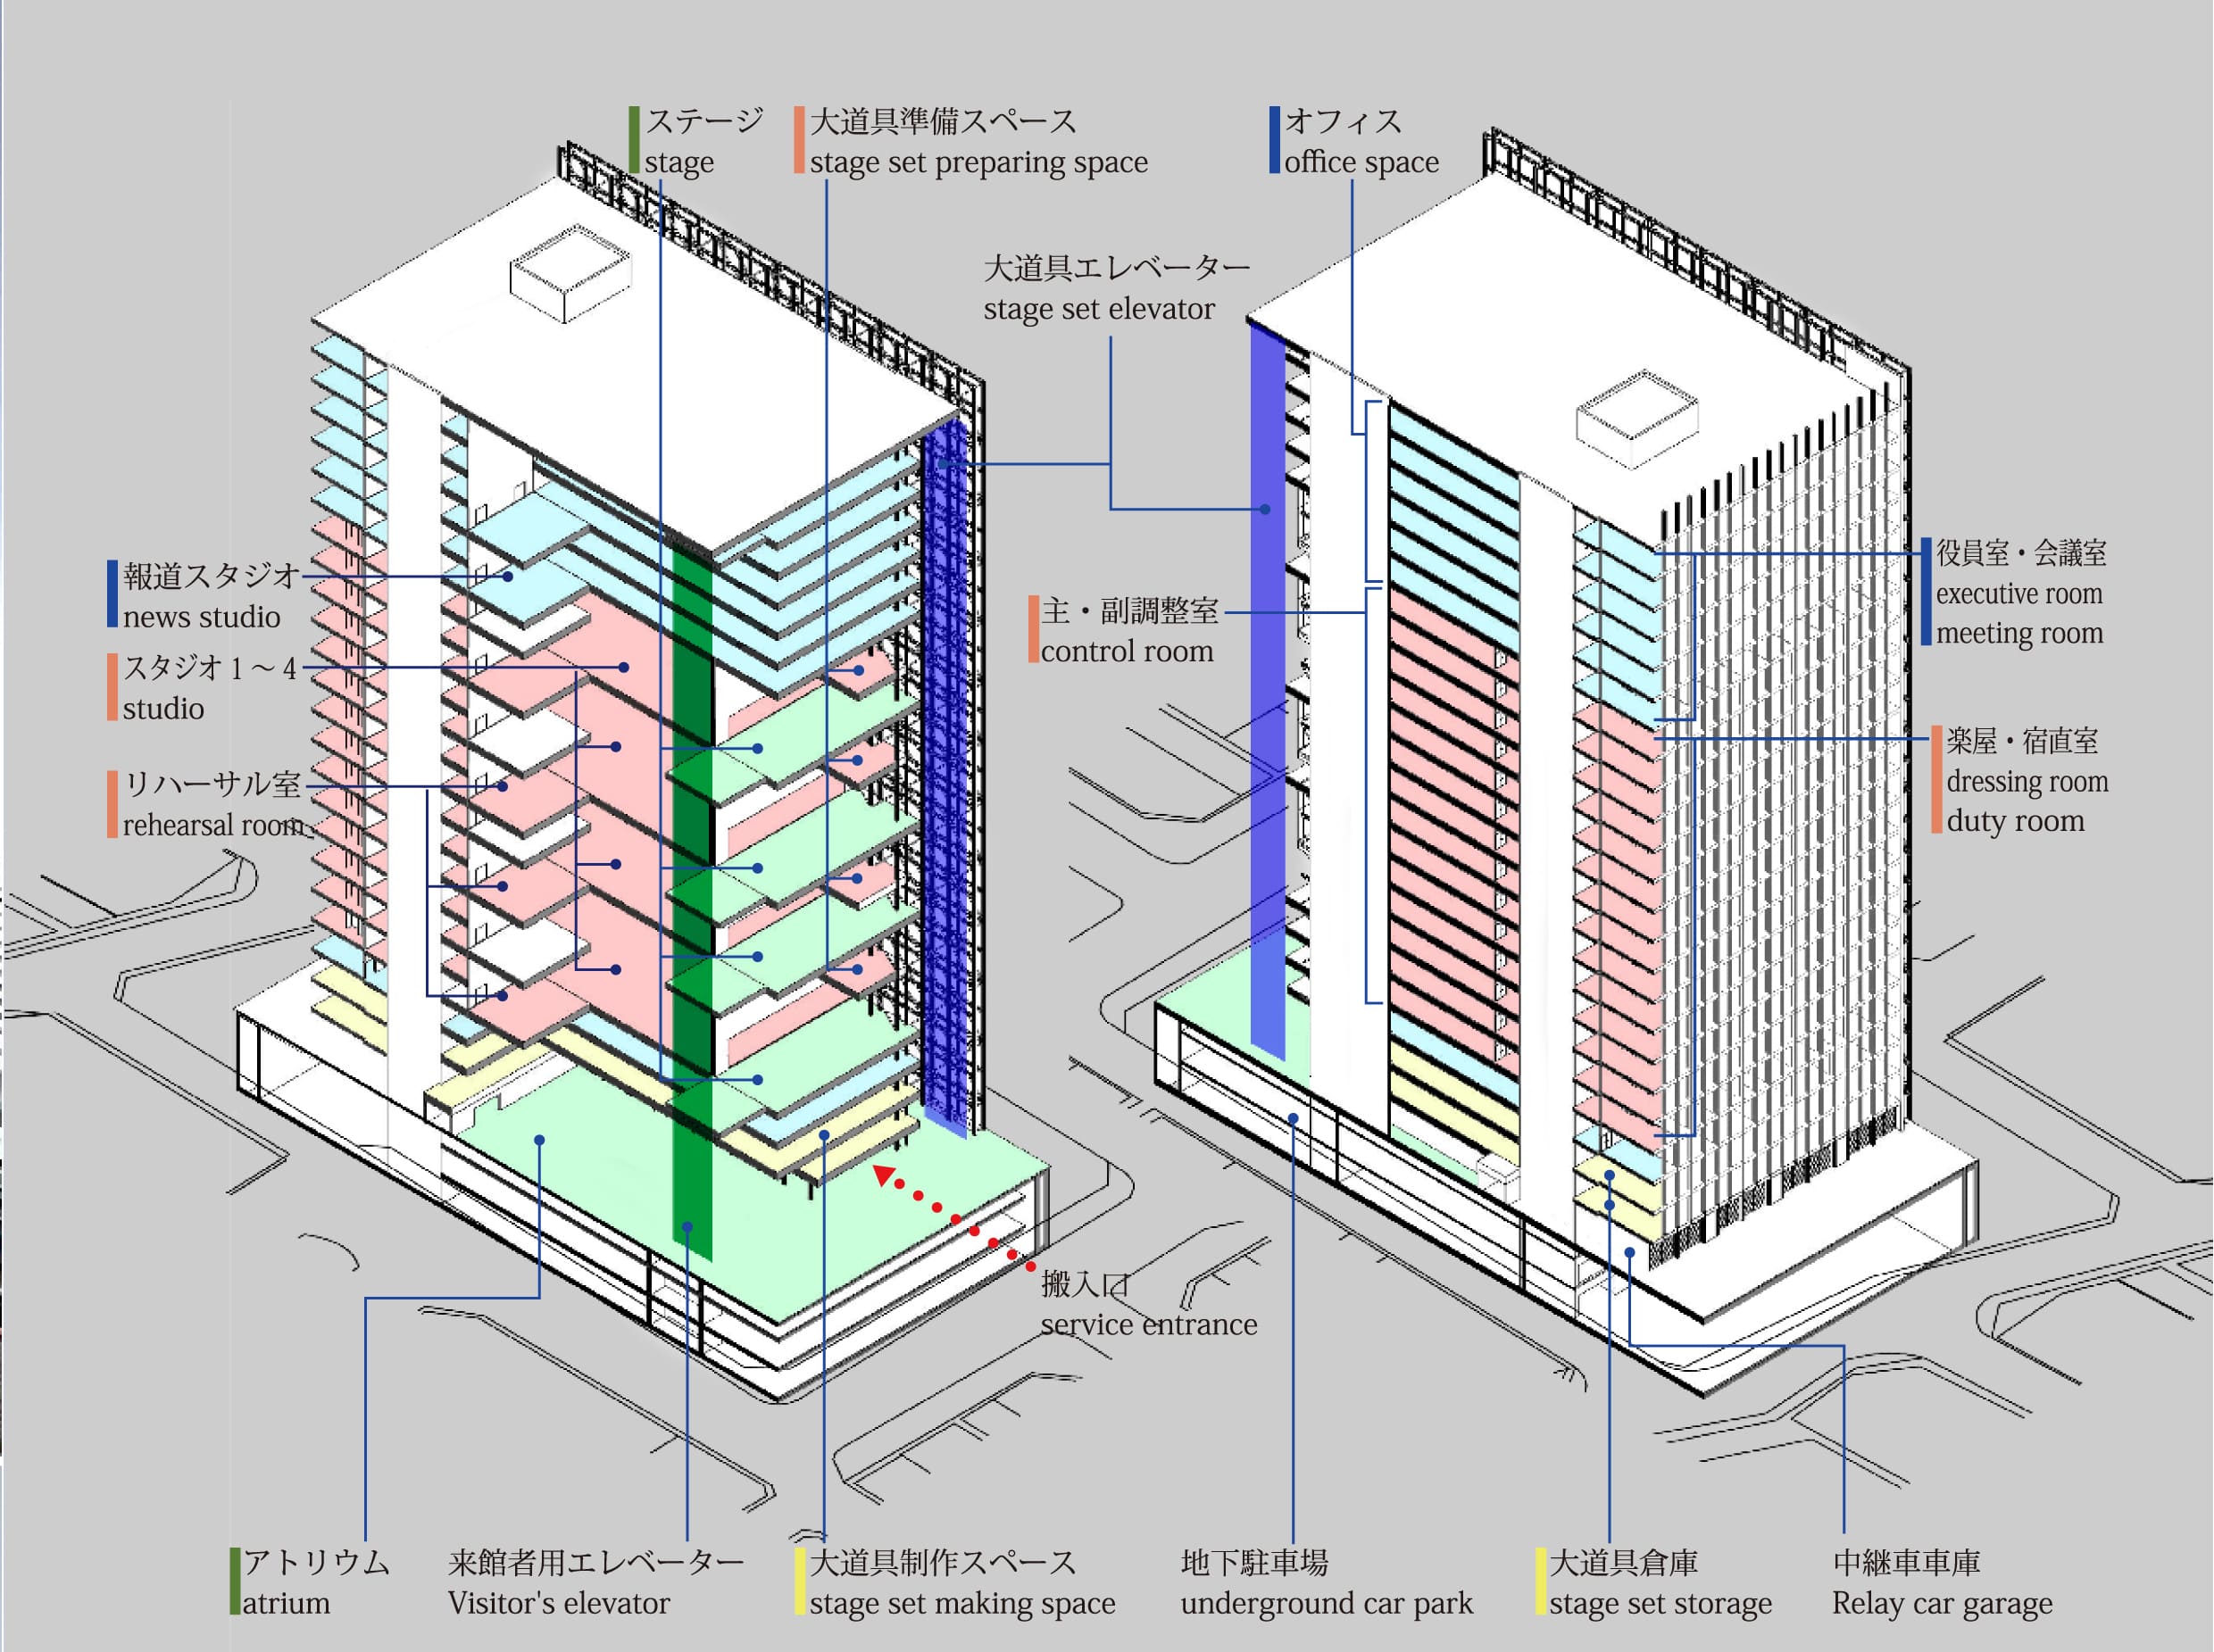 ステージ
stage
大道具準備スペース
stage set preparing space
オフィス
office space
大道具エレベーター
stage set elevator
報道スタジオ
news studio
スタジオ 1 ～ 4
studio
リハーサル室
rehearsal room
主・副調整室
control room
役員室・会議室
executive room
meeting room
楽屋・宿直室
dressing room
duty room
搬入口
service entrance
アトリウム
atrium
来館者用エレベーター
Visitor's elevator
大道具制作スペース
stage set making space
地下駐車場
underground car park
大道具倉庫
stage set storage
中継車車庫
Relay car garage